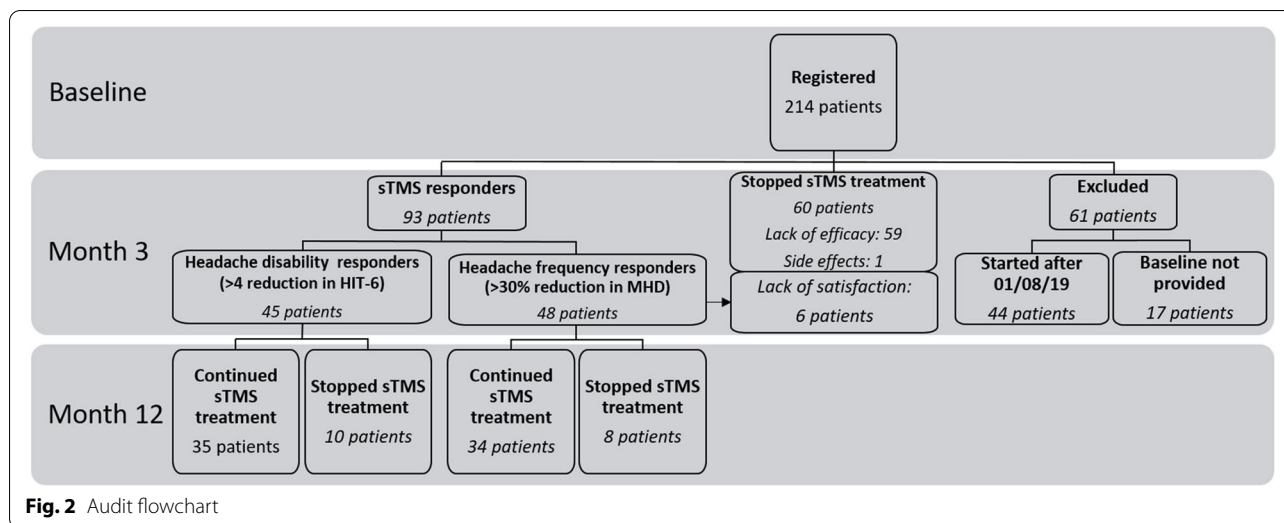 Baseline
Registered
214 patients
Month 3
sTMS responders
93 patients
Stopped sTMS treatment
60 patients
Lack of efficacy: 59
Side effects: 1
Excluded
61 patients
Headache disability responders
(>4 reduction in HIT-6)
45 patients
Headache frequency responders
(>30% reduction in MHD)
48 patients
Lack of satisfaction:
6 patients
Started after
01/08/19
44 patients
Baseline not
provided
17 patients
Month 12
Continued
sTMS
treatment
35 patients
Stopped sTMS
treatment
10 patients
Continued
sTMS
treatment
34 patients
Stopped sTMS
treatment
8 patients
Fig. 2 Audit flowchart